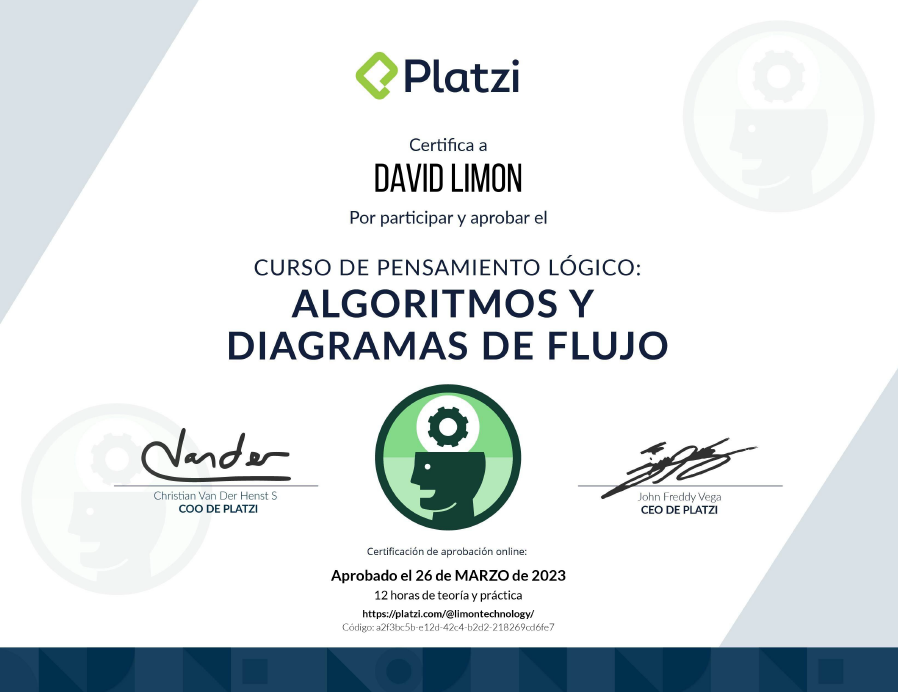 Platzi
Certifica a
DAVID LIMON
Por participar y aprobar el
CURSO DE PENSAMIENTO LÓGICO:
ALGORITMOS Y
DIAGRAMAS DE FLUJO
Vander
Christian Van Der Henst S
COO DE PLATZI
John Freddy Vega
CEO DE PLATZI
Certificación de aprobación online:
Aprobado el 26 de MARZO de 2023
12 horas de teoría y práctica
https://platzi.com/@limontechnology/
Código: a2f3bc5b-e12d-42c4-b2d2-218269cd6fe7